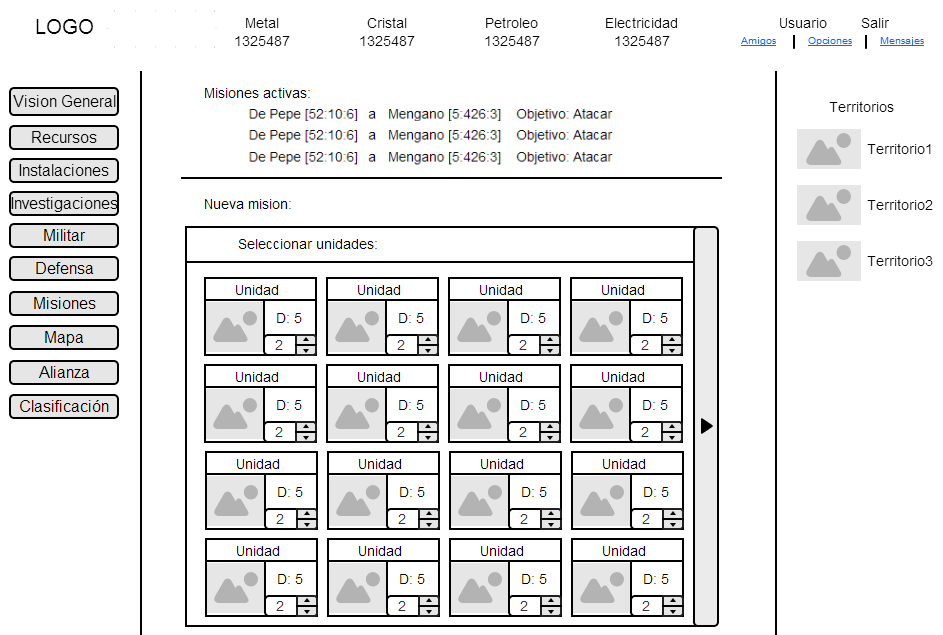 LOGO
Metal Cristal Petroleo Electricidad Usuario Salir
1325487 1325487 1325487 1325487 Amigos Opciones Mensajes
Vision General
Recursos
Instalaciones
Investigaciones
Militar
Defensa
Misiones
Mapa
Alianza
Clasificación
Misiones activas:
De Pepe [52:10:6] a Mengano [5:426:3] Objetivo: Atacar
De Pepe [52:10:6] a Mengano [5:426:3] Objetivo: Atacar
De Pepe [52:10:6] a Mengano [5:426:3] Objetivo: Atacar
Nueva mision:
Seleccionar unidades:
Unidad Unidad Unidad Unidad
D: 5 D: 5 D: 5 D: 5
2 2 2 2
Unidad Unidad Unidad Unidad
D: 5 D: 5 D: 5 D: 5
2 2 2 2
Unidad Unidad Unidad Unidad
D: 5 D: 5 D: 5 D: 5
2 2 2 2
Unidad Unidad Unidad Unidad
D: 5 D: 5 D: 5 D: 5
2 2 2 2
Territorios
Territorio1
Territorio2
Territorio3